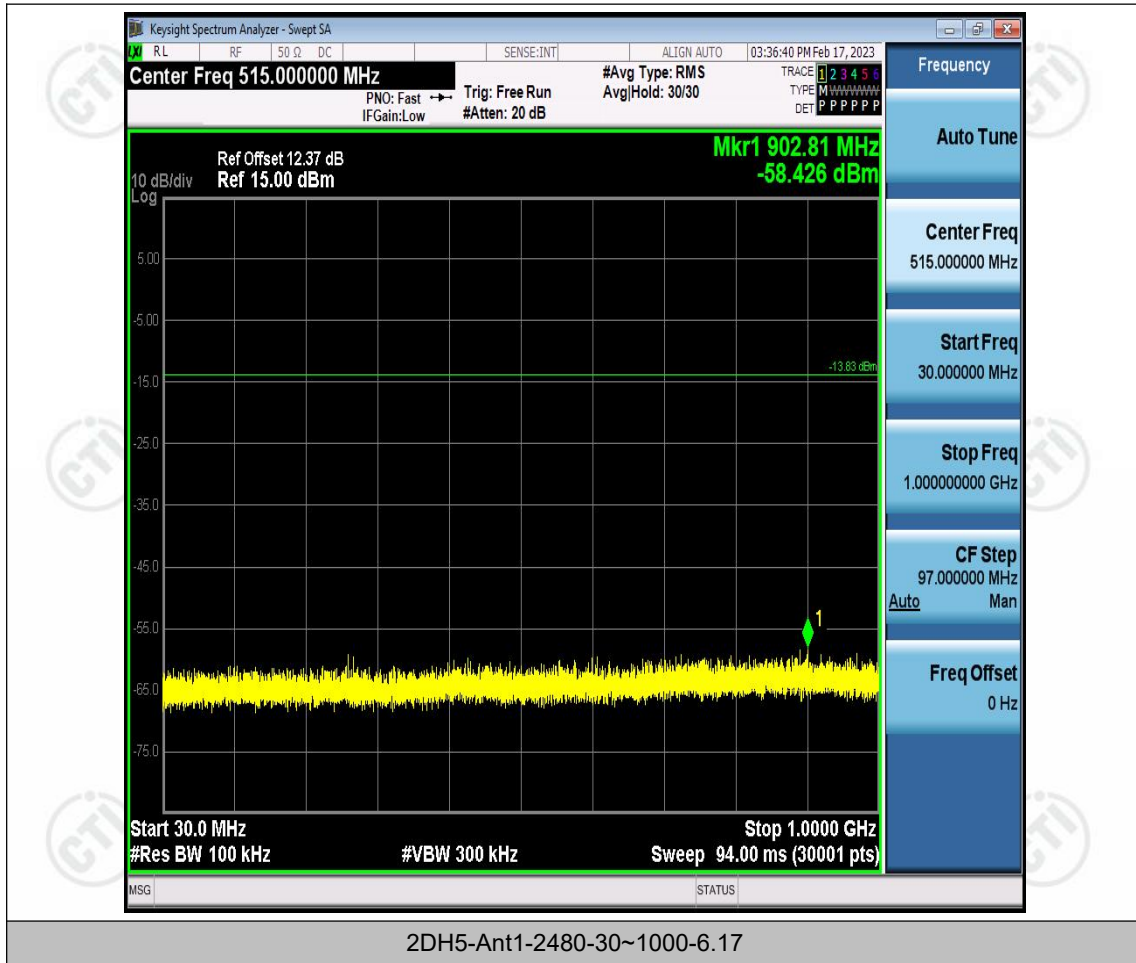 Keysight Spectrum Analyzer - Swept SA
LXI RL RF 50 Ω DC SENSE:INT ALIGN AUTO 03:36:40 PM Feb 17, 2023
Center Freq 515.000000 MHz
PNO: Fast
IFGain:Low
Trig: Free Run
#Atten: 20 dB
#Avg Type: RMS
Avg|Hold: 30/30
TRACE 1 2 3 4 5 6
TYPE M WWWWW
DET P P P P P P
Mkr1 902.81 MHz
-58.426 dBm
Ref Offset 12.37 dB
10 dB/div Ref 15.00 dBm
Log
5.00
-5.00
-13.83 dBm
-15.0
-25.0
-35.0
-45.0
-55.0
1
-65.0
-75.0
Start 30.0 MHz Stop 1.0000 GHz
#Res BW 100 kHz #VBW 300 kHz Sweep 94.00 ms (30001 pts)
MSG STATUS
Frequency
Auto Tune
Center Freq
515.000000 MHz
Start Freq
30.000000 MHz
Stop Freq
1.000000000 GHz
CF Step
97.000000 MHz
Auto Man
Freq Offset
0 Hz
CTI
CTI
CTI
CTI
CTI
CTI
2DH5-Ant1-2480-30~1000-6.17